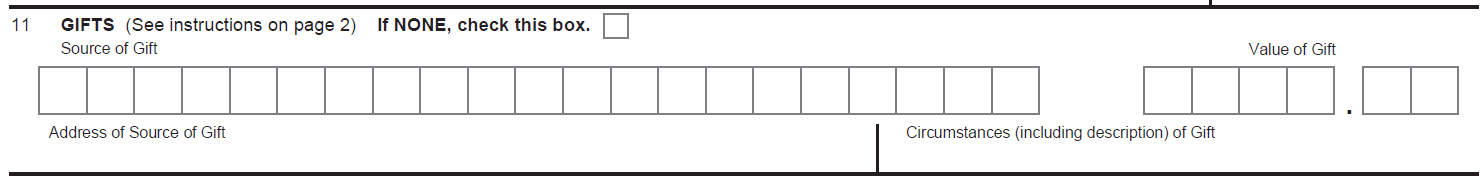 11 GIFTS (See instructions on page 2) If NONE, check this box.
Source of Gift Value of Gift
.
Address of Source of Gift Circumstances (including description) of Gift